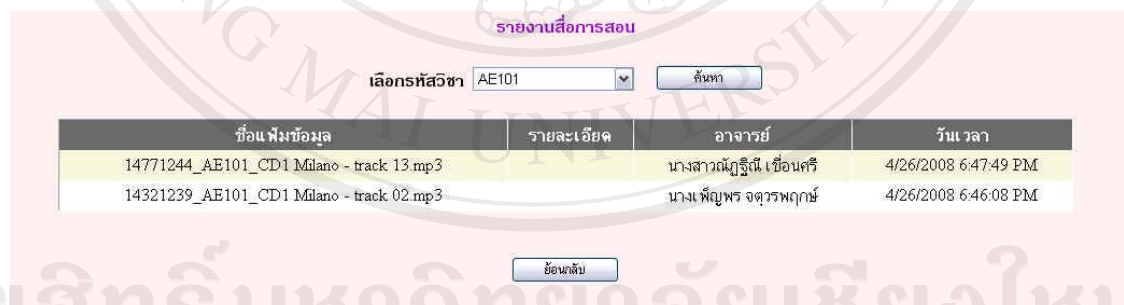 รายงานสื่อการสอน
เลือกรหัสวิชา AE101 ค้นหา
ชื่อแฟ้มข้อมูล รายละเอียด อาจารย์ วันเวลา
14771244_AE101_CD1 Milano - track 13.mp3 นางสาวณัฏฐิณี เขื่อนศรี 4/26/2008 6:47:49 PM
14321239_AE101_CD1 Milano - track 02.mp3 นางเพ็ญพร จตุวรพฤกษ์ 4/26/2008 6:46:08 PM
ย้อนกลับ